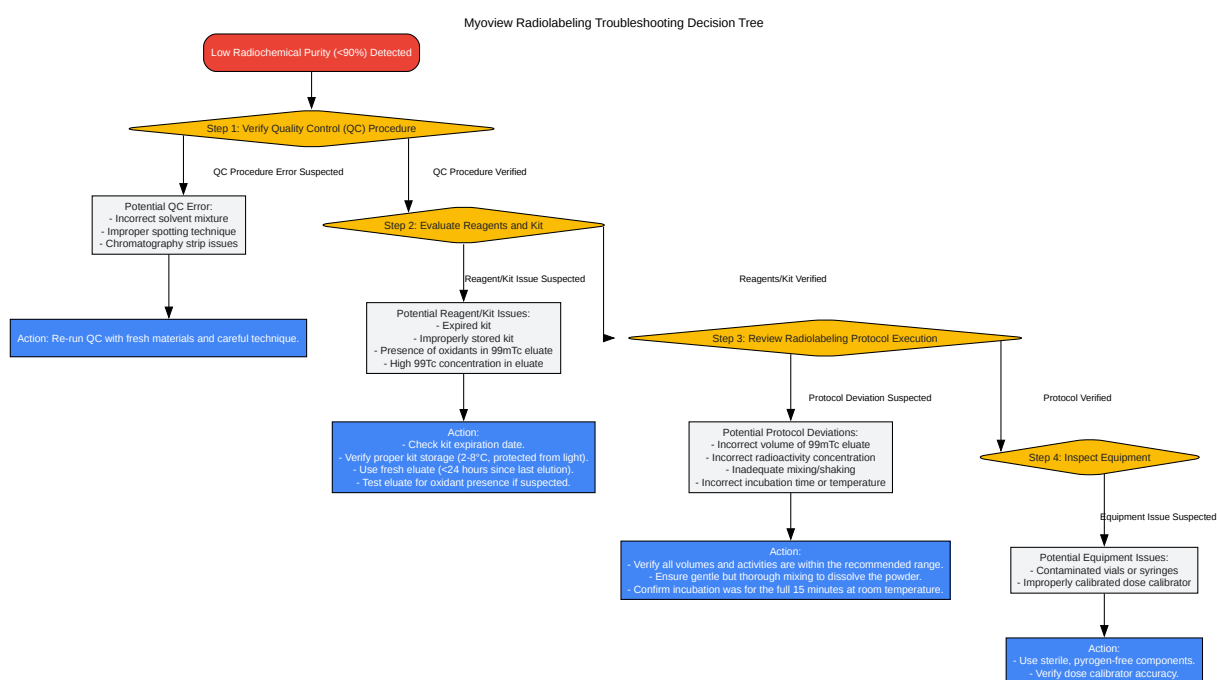 Myoview Radiolabeling Troubleshooting Decision Tree
Low Radiochemical Purity (<90%) Detected
Step 1: Verify Quality Control (QC) Procedure
QC Procedure Error Suspected
QC Procedure Verified
Potential QC Error:
- Incorrect solvent mixture
- Improper spotting technique
- Chromatography strip issues
Action: Re-run QC with fresh materials and careful technique.
Step 2: Evaluate Reagents and Kit
Reagent/Kit Issue Suspected
Reagents/Kit Verified
Potential Reagent/Kit Issues:
- Expired kit
- Improperly stored kit
- Presence of oxidants in 99mTc eluate
- High 99Tc concentration in eluate
Action:
- Check kit expiration date.
- Verify proper kit storage (2-8°C, protected from light).
- Use fresh eluate (<24 hours since last elution).
- Test eluate for oxidant presence if suspected.
Step 3: Review Radiolabeling Protocol Execution
Protocol Deviation Suspected
Protocol Verified
Potential Protocol Deviations:
- Incorrect volume of 99mTc eluate
- Incorrect radioactivity concentration
- Inadequate mixing/shaking
- Incorrect incubation time or temperature
Action:
- Verify all volumes and activities are within the recommended range.
- Ensure gentle but thorough mixing to dissolve the powder.
- Confirm incubation was for the full 15 minutes at room temperature.
Step 4: Inspect Equipment
Equipment Issue Suspected
Potential Equipment Issues:
- Contaminated vials or syringes
- Improperly calibrated dose calibrator
Action:
- Use sterile, pyrogen-free components.
- Verify dose calibrator accuracy.